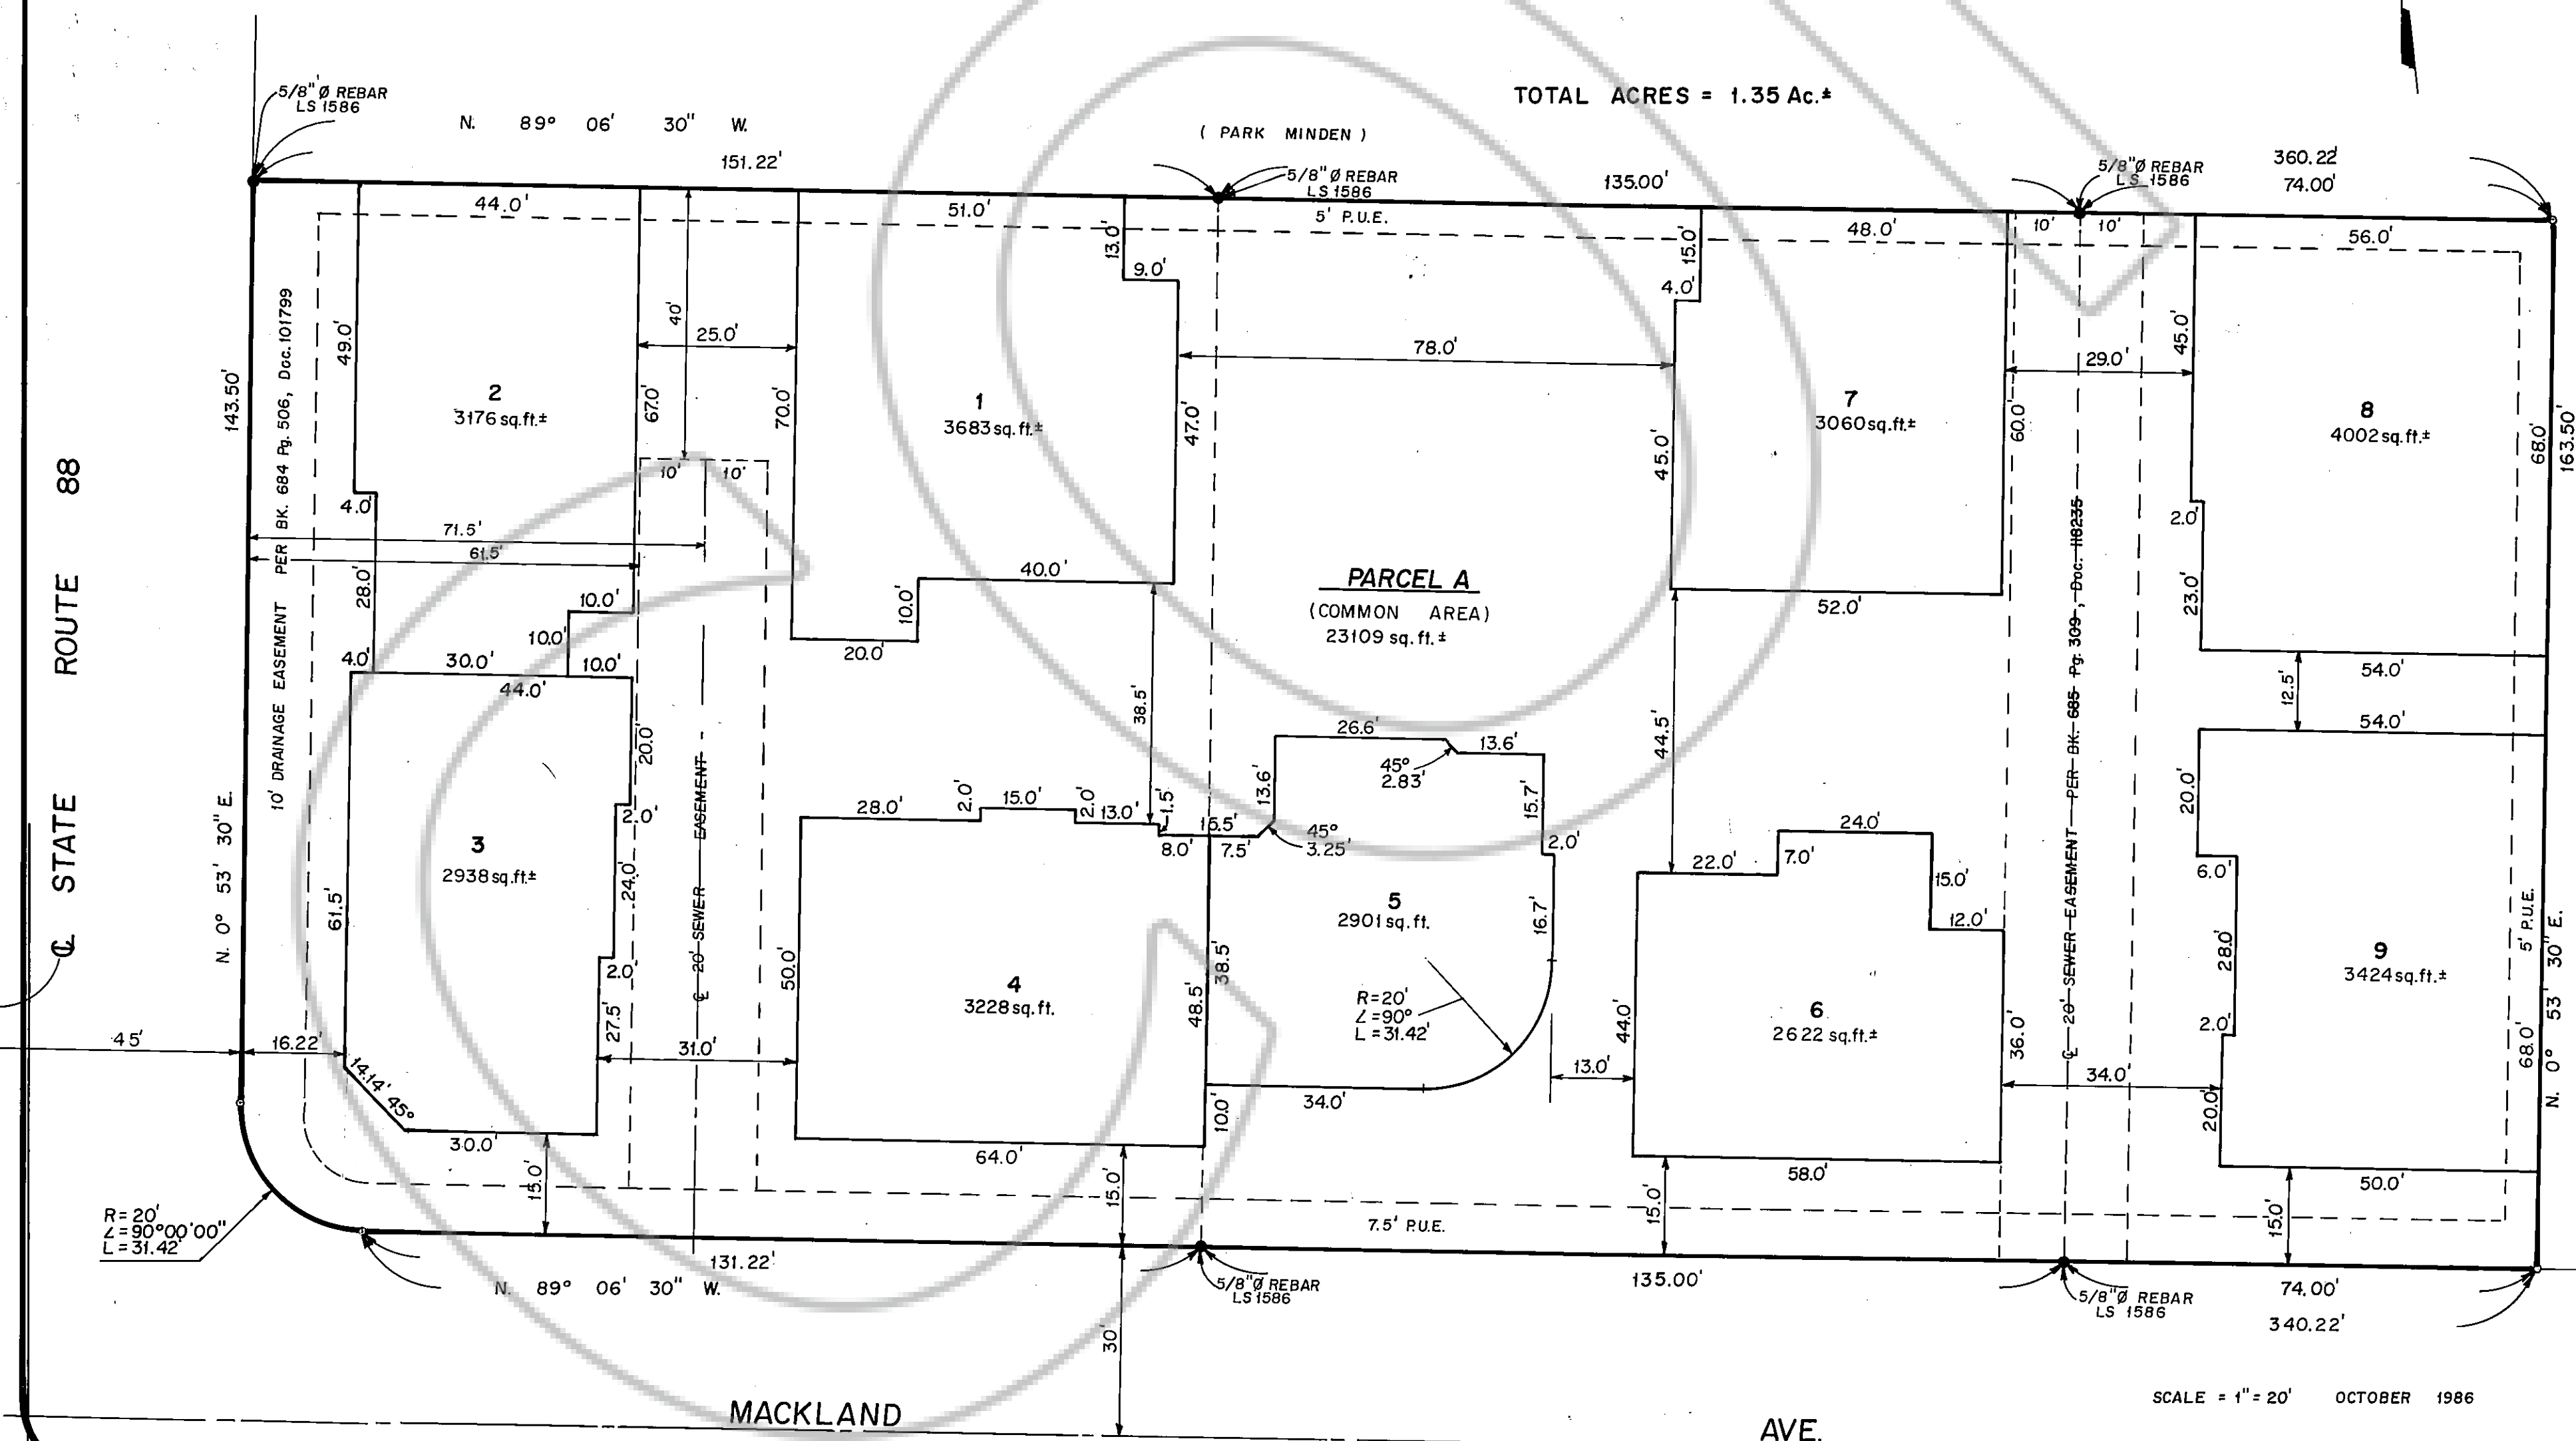 TOTAL ACRES = 1.35 Ac.±
5/8" Ø REBAR
LS 1586
N. 89° 06' 30" W.
151.22'
( PARK MINDEN )
5/8" Ø REBAR
LS 1586
135.00'
5/8" Ø REBAR
LS 1586
360.22'
74.00'
44.0'
51.0'
5' P.U.E.
48.0'
10' 10'
56.0'
13.0'
9.0'
15.0'
4.0'
49.0'
40'
25.0'
78.0'
29.0'
45.0'
143.50'
10' DRAINAGE EASEMENT PER BK. 684 Pg. 506, Doc. 101799
2
3176 sq.ft.±
67.0'
70.0'
1
3683 sq.ft.±
47.0'
45.0'
7
3060 sq.ft.±
60.0'
8
4002 sq.ft.±
68.0'
163.50'
10' 10'
4.0'
71.5'
61.5'
28.0'
10.0'
10.0'
40.0'
10.0'
20.0'
2.0'
23.0'
PARCEL A
(COMMON AREA)
23109 sq. ft.±
52.0'
4.0'
30.0'
10.0'
44.0'
38.5'
44.5'
12.5'
54.0'
54.0'
℄ STATE ROUTE 88
N. 0° 53' 30" E.
℄ 20' SEWER EASEMENT
℄ 20' SEWER EASEMENT PER BK. 685 Pg. 309, Doc. 118235
20.0'
2.0'
3
2938 sq.ft.±
24.0'
61.5'
2.0'
27.5'
28.0'
2.0'
15.0'
2.0'
13.0'
1.5'
15.5'
8.0'
7.5'
45°
3.25'
13.6'
26.6'
45°
2.83'
13.6'
15.7'
2.0'
16.7'
5
2901 sq. ft.
22.0'
7.0'
24.0'
15.0'
12.0'
20.0'
6.0'
28.0'
2.0'
9
3424 sq.ft.±
5' P.U.E.
N. 0° 53' 30" E.
50.0'
4
3228 sq. ft.
48.5'
38.5'
R=20'
∠=90°
L=31.42'
44.0'
6
2622 sq. ft.±
36.0'
34.0'
20.0'
68.0'
45'
16.22'
14.14' 45°
31.0'
13.0'
34.0'
10.0'
30.0'
64.0'
58.0'
50.0'
15.0'
15.0'
15.0'
15.0'
7.5' P.U.E.
R=20'
∠=90°00'00"
L=31.42'
131.22'
N. 89° 06' 30" W.
5/8" Ø REBAR
LS 1586
135.00'
5/8" Ø REBAR
LS 1586
74.00'
340.22'
30'
SCALE = 1" = 20' OCTOBER 1986
MACKLAND AVE.